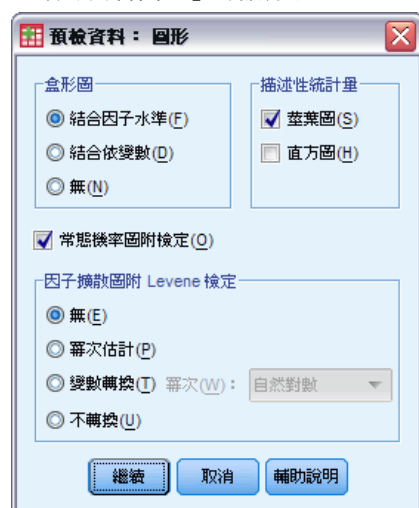 預檢資料： 圖形
盒形圖
結合因子水準(F)
結合依變數(D)
無(N)
描述性統計量
莖葉圖(S)
直方圖(H)
常態機率圖附檢定(O)
因子擴散圖附 Levene 檢定
無(E)
冪次估計(P)
變數轉換(T) 冪次(W)： 自然對數
不轉換(U)
繼續 取消 輔助說明